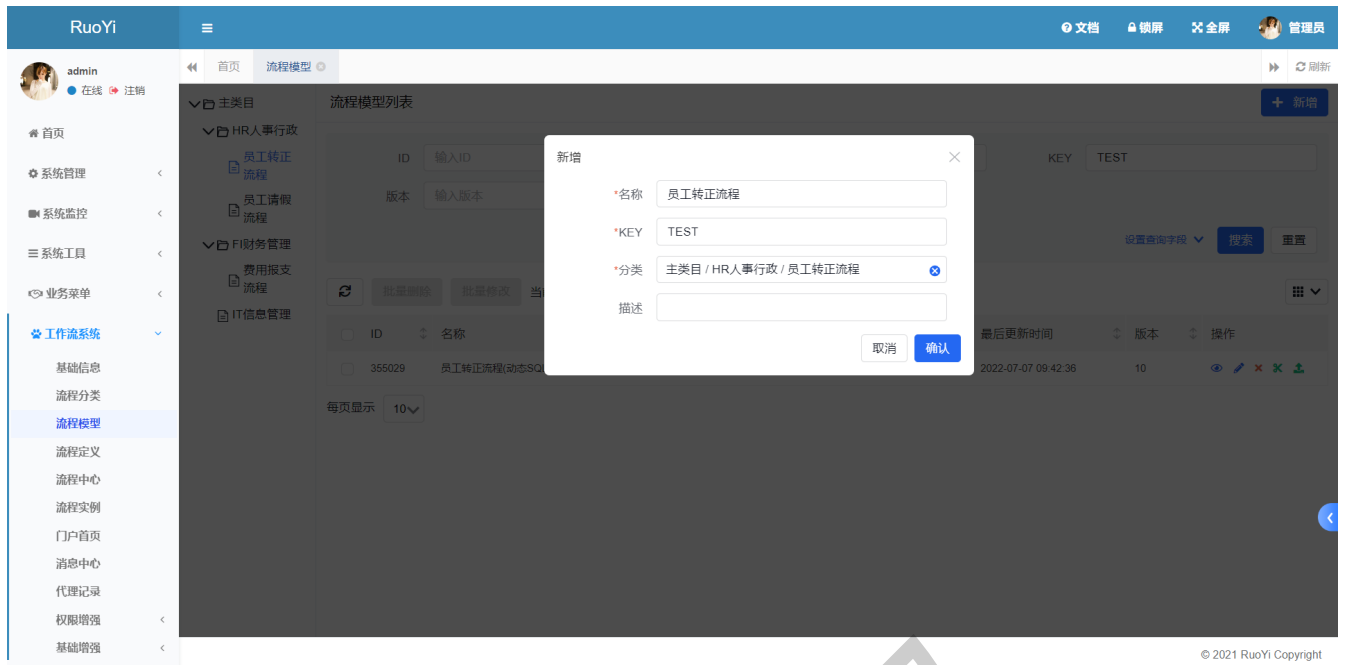 RuoYi
文档 锁屏 全屏 管理员
admin
在线 注销
首页 流程模型 刷新
首页
系统管理
系统监控
系统工具
业务菜单
工作流系统
基础信息
流程分类
流程模型
流程定义
流程中心
流程实例
门户首页
消息中心
代理记录
权限增强
基础增强
主类目
HR人事行政
员工转正
流程
员工请假
流程
FI财务管理
费用报支
流程
IT信息管理
流程模型列表
+ 新增
ID 输入ID KEY TEST
版本 输入版本
设置查询字段 搜索 重置
批量删除 批量修改 当
ID 名称 最后更新时间 版本 操作
355029 员工转正流程(动态SQ 2022-07-07 09:42:36 10
每页显示 10
新增
*名称 员工转正流程
*KEY TEST
*分类 主类目 / HR人事行政 / 员工转正流程
描述
取消 确认
© 2021 RuoYi Copyright